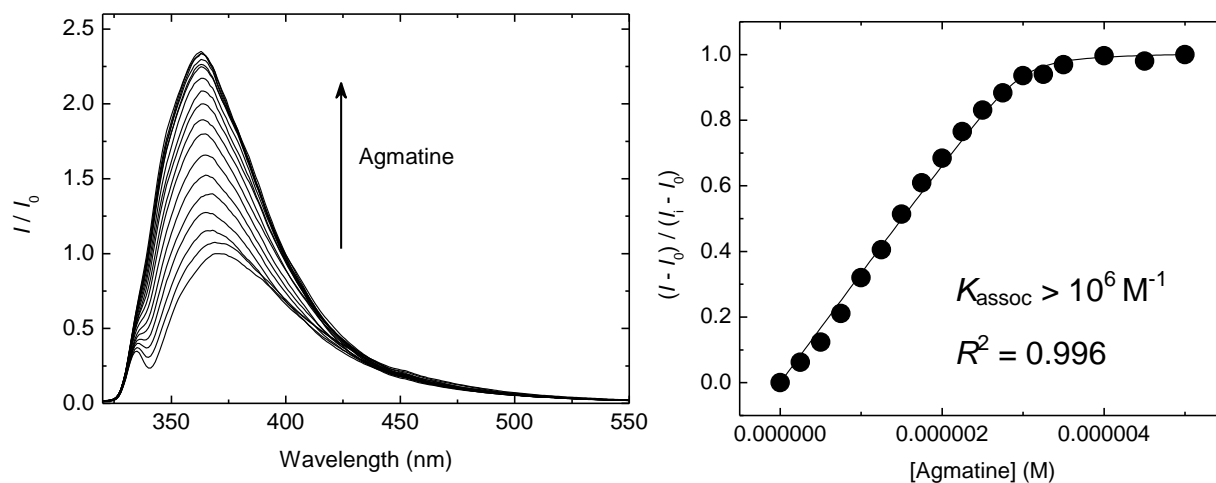 2.5
2.0
1.5
1.0
0.5
0.0
I / I0
350 400 450 500 550
Wavelength (nm)
Agmatine
1.0
0.8
0.6
0.4
0.2
0.0
(I - I0) / (Ii - I0)
0.000000 0.000002 0.000004
[Agmatine] (M)
Kassoc > 10^6 M^-1
R^2 = 0.996